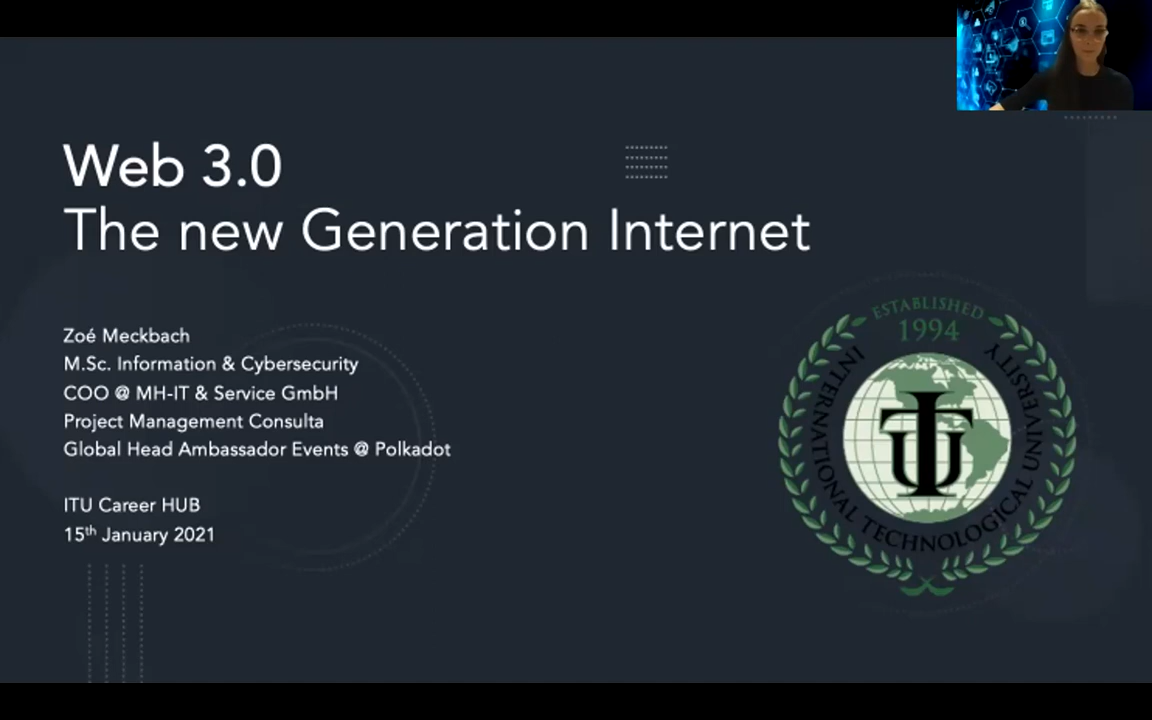 Web 3.0
The new Generation Internet
Zoé Meckbach
M.Sc. Information & Cybersecurity
COO @ MH-IT & Service GmbH
Project Management Consulta
Global Head Ambassador Events @ Polkadot
ITU Career HUB
15th January 2021
ESTABLISHED
1994
INTERNATIONAL TECHNOLOGICAL UNIVERSITY
ITU